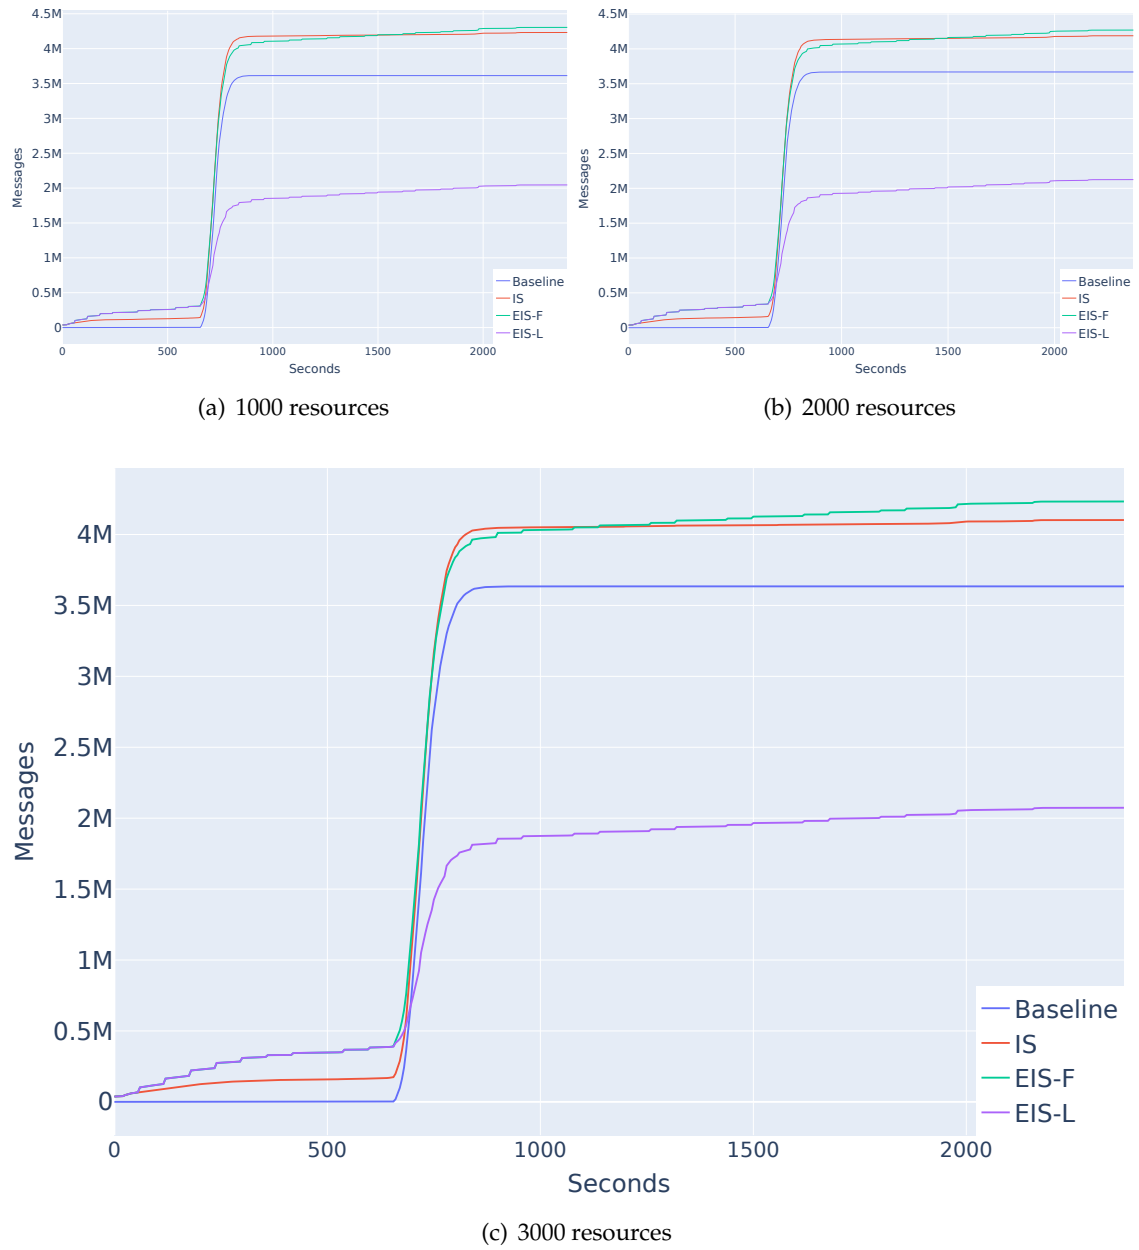 4.5M
4M
3.5M
3M
2.5M
2M
1.5M
1M
0.5M
0
Messages
0 500 1000 1500 2000
Seconds
Baseline
IS
EIS-F
EIS-L
(a) 1000 resources
4.5M
4M
3.5M
3M
2.5M
2M
1.5M
1M
0.5M
0
Messages
0 500 1000 1500 2000
Seconds
Baseline
IS
EIS-F
EIS-L
(b) 2000 resources
4M
3.5M
3M
2.5M
2M
1.5M
1M
0.5M
0
Messages
0 500 1000 1500 2000
Seconds
Baseline
IS
EIS-F
EIS-L
(c) 3000 resources